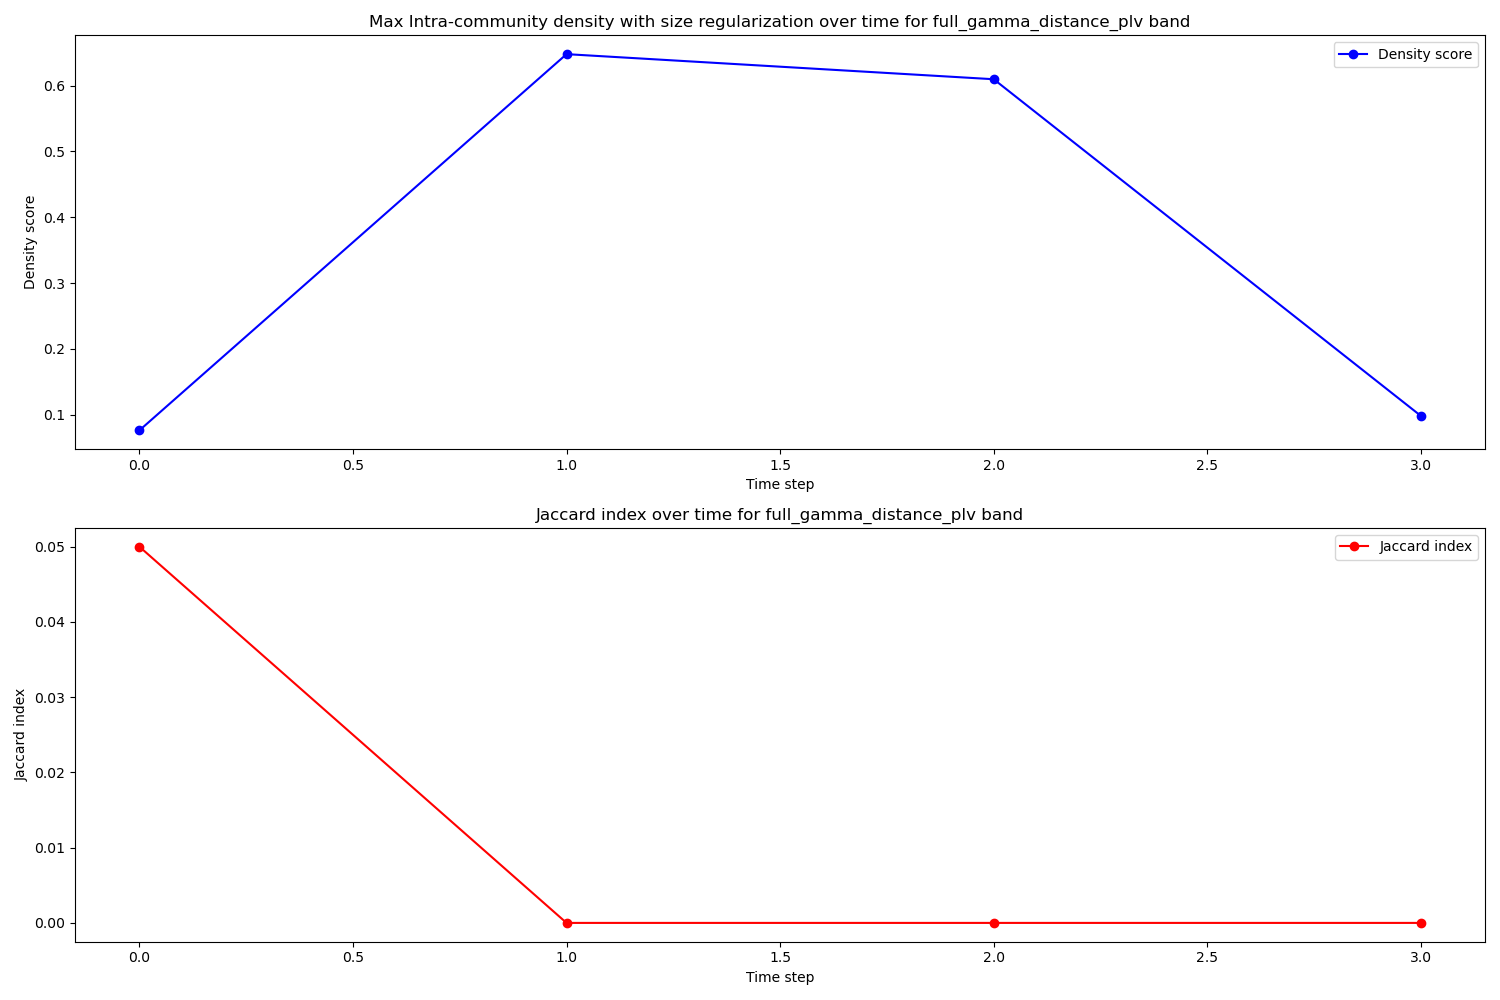 Max Intra-community density with size regularization over time for full_gamma_distance_plv band
Density score
0.6
0.5
0.4
0.3
0.2
0.1
Density score
0.0 0.5 1.0 1.5 2.0 2.5 3.0
Time step
Jaccard index over time for full_gamma_distance_plv band
Jaccard index
0.05
0.04
0.03
0.02
0.01
0.00
Jaccard index
0.0 0.5 1.0 1.5 2.0 2.5 3.0
Time step